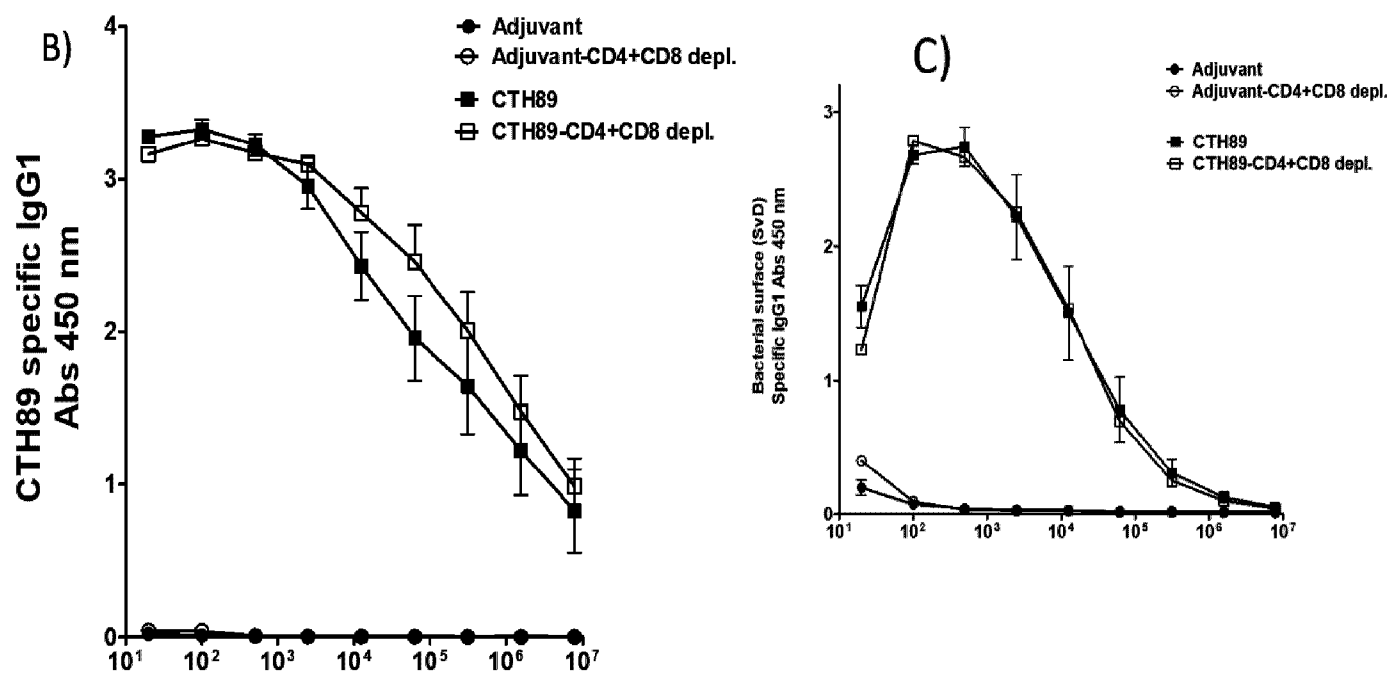 B)
Adjuvant
Adjuvant-CD4+CD8 depl.
CTH89
CTH89-CD4+CD8 depl.
CTH89 specific IgG1
Abs 450 nm
4
3
2
1
0
10¹ 10² 10³ 10⁴ 10⁵ 10⁶ 10⁷
C)
Adjuvant
Adjuvant-CD4+CD8 depl.
CTH89
CTH89-CD4+CD8 depl.
Bacterial surface (SvD)
Specific IgG1 Abs 450 nm
3
2
1
0
10¹ 10² 10³ 10⁴ 10⁵ 10⁶ 10⁷